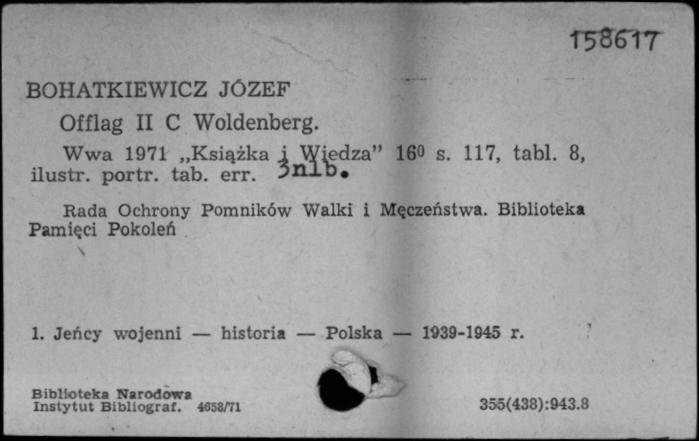 158617
BOHATKIEWICZ JÓZEF
Offlag II C Woldenberg.
Wwa 1971 „Książka i Wiedza” 16⁰ s. 117, tabl. 8,
ilustr. portr. tab. err. 3nlb.
Rada Ochrony Pomników Walki i Męczeństwa. Biblioteka
Pamięci Pokoleń
1. Jeńcy wojenni — historia — Polska — 1939-1945 r.
Biblioteka Narodowa
Instytut Bibliograf. 4658/71
355(438):943.8